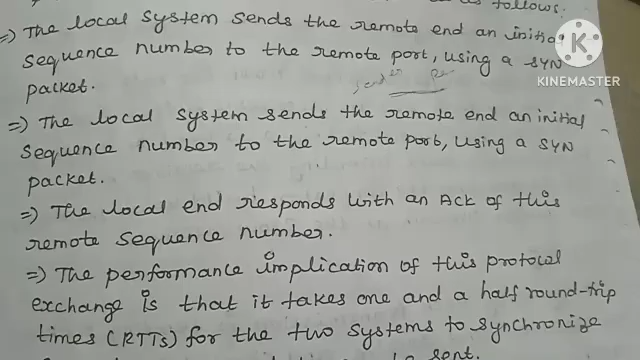 as follows.
=) The local system sends the remote end an initial
sequence number to the remote port, using a SYN
packet.
=) The local system sends the remote end an initial
sequence number to the remote port, using a SYN
packet.
=) The local end responds with an ACK of this
remote sequence number.
=) The performance implication of this protocol
exchange is that it takes one and a half round-trip
times (RTTs) for the two systems to synchronize
sent.
KINEMASTER